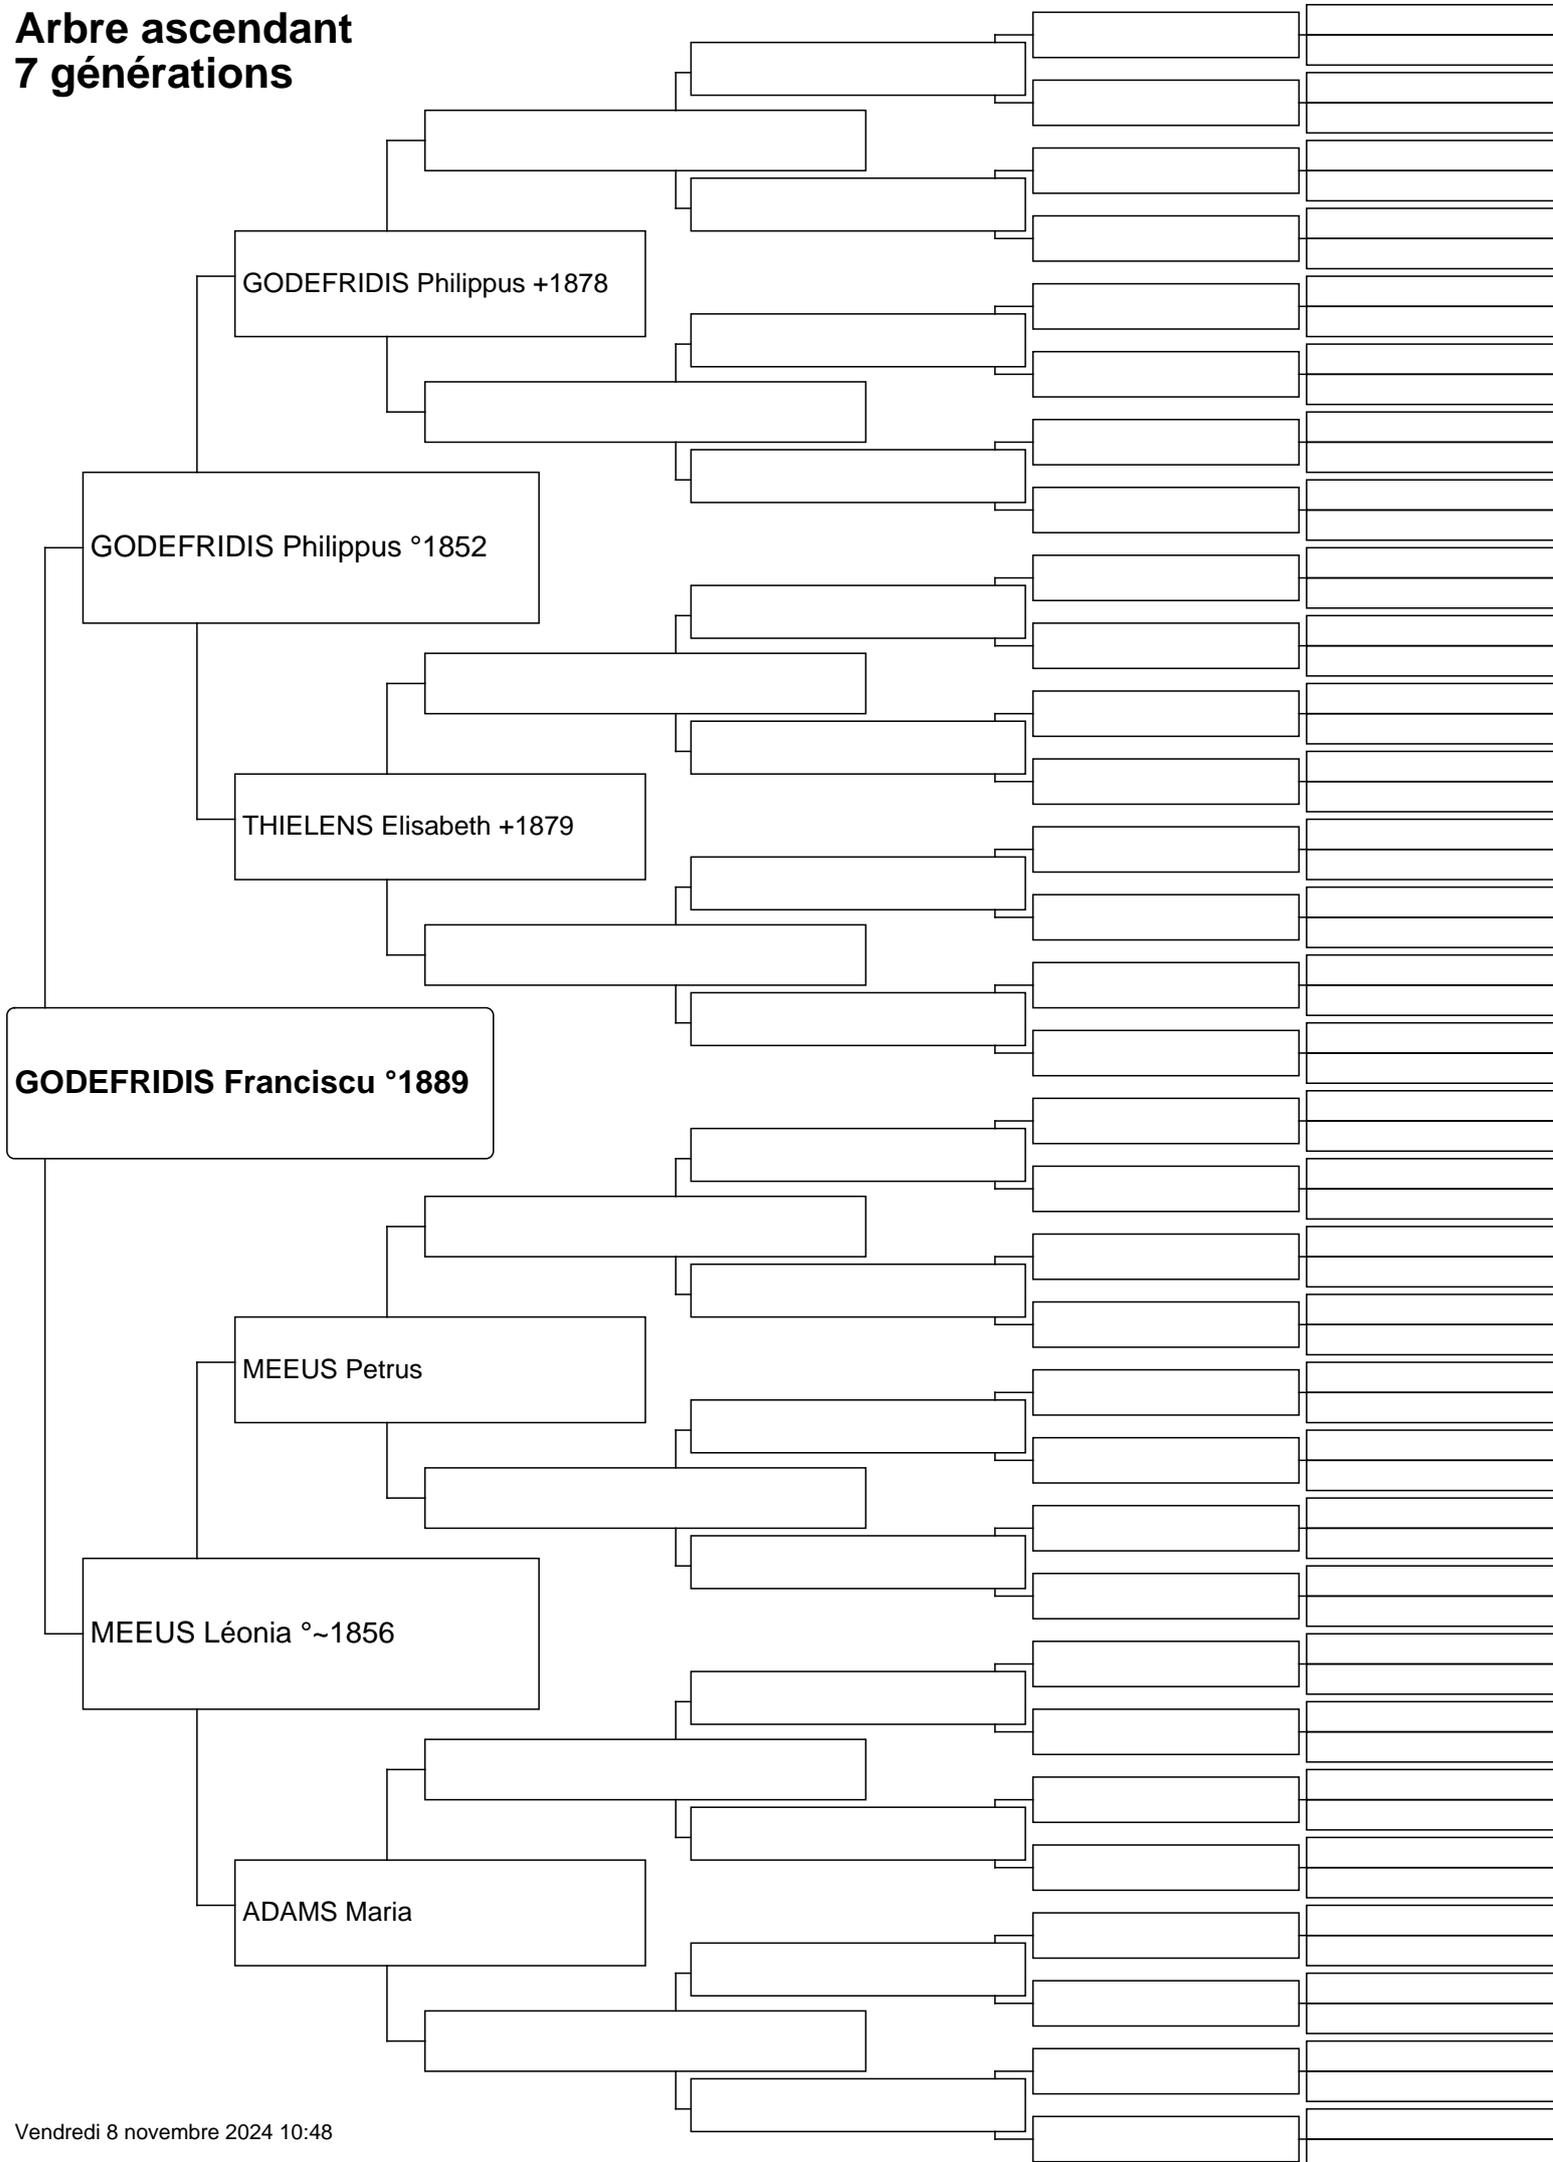 Arbre ascendant
7 générations
GODEFRIDIS Philippus +1878
GODEFRIDIS Philippus °1852
THIELENS Elisabeth +1879
GODEFRIDIS Franciscu °1889
MEEUS Petrus
MEEUS Léonia °~1856
ADAMS Maria
Vendredi 8 novembre 2024 10:48